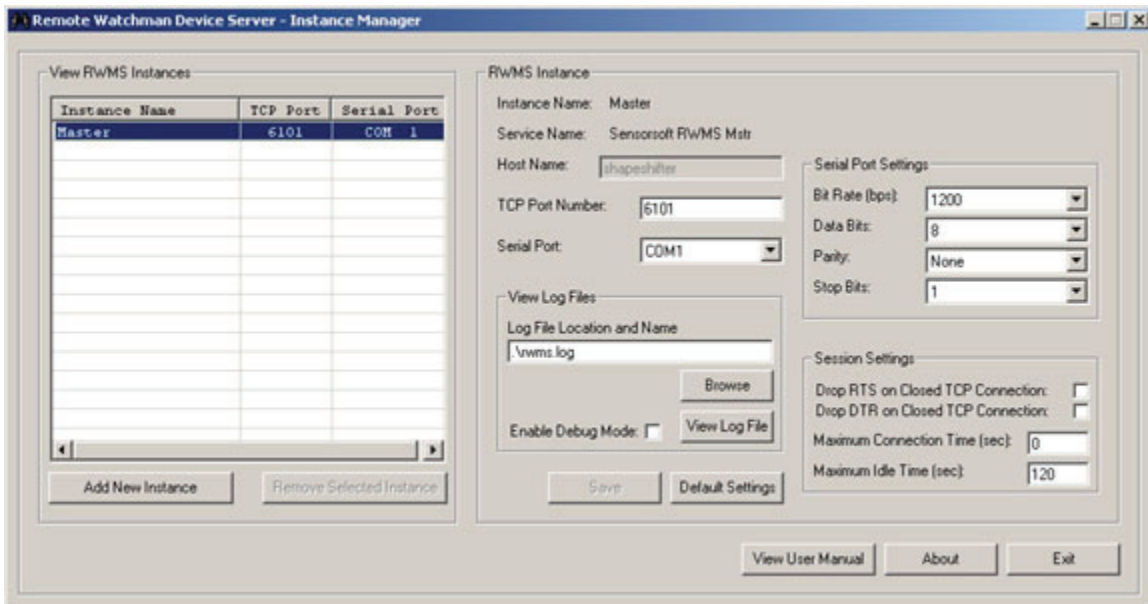 Remote Watchman Device Server - Instance Manager
View RWMS Instances
Instance Name TCP Port Serial Port
Master 6101 COM 1
Add New Instance
Remove Selected Instance
RWMS Instance
Instance Name: Master
Service Name: Sensorsoft RWMS Mstr
Host Name: shapeshifter
TCP Port Number: 6101
Serial Port: COM1
View Log Files
Log File Location and Name
.\rwms.log
Browse
Enable Debug Mode:
View Log File
Save
Default Settings
Serial Port Settings
Bit Rate (bps): 1200
Data Bits: 8
Parity: None
Stop Bits: 1
Session Settings
Drop RTS on Closed TCP Connection:
Drop DTR on Closed TCP Connection:
Maximum Connection Time (sec): 0
Maximum Idle Time (sec): 120
View User Manual
About
Exit